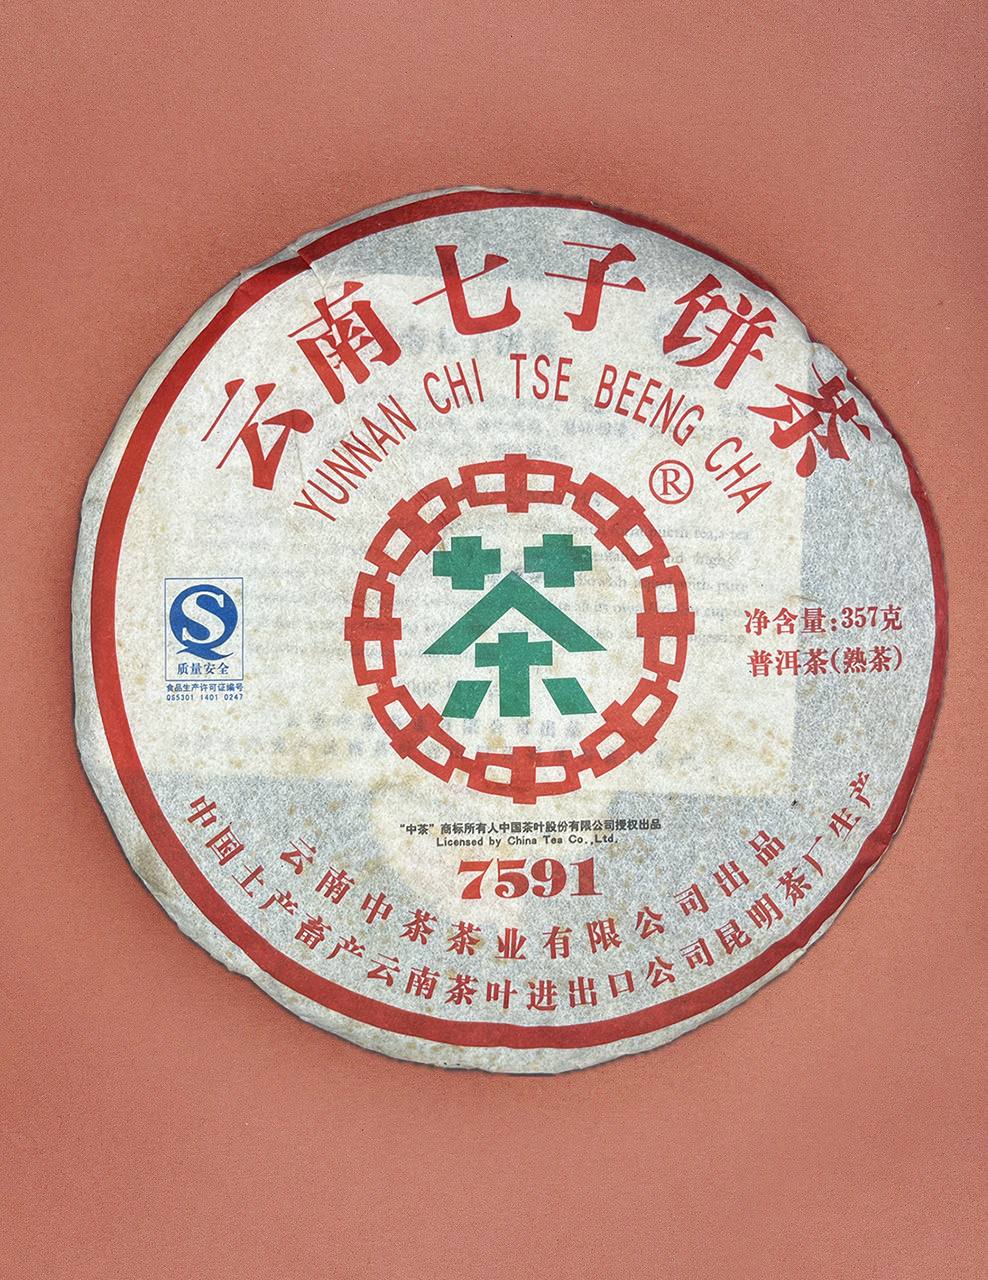 云南七子饼茶
YUNNAN CHI TSE BEENG CHA
®
茶
S
质量安全
食品生产许可证编号
QS5301 1401 0247
净含量:357克
普洱茶(熟茶)
“中茶”商标所有人中国茶叶股份有限公司授权出品
Licensed by China Tea Co.,Ltd.
7591
云南中茶茶业有限公司出品
中国土产畜产云南茶叶进出口公司昆明茶厂生产